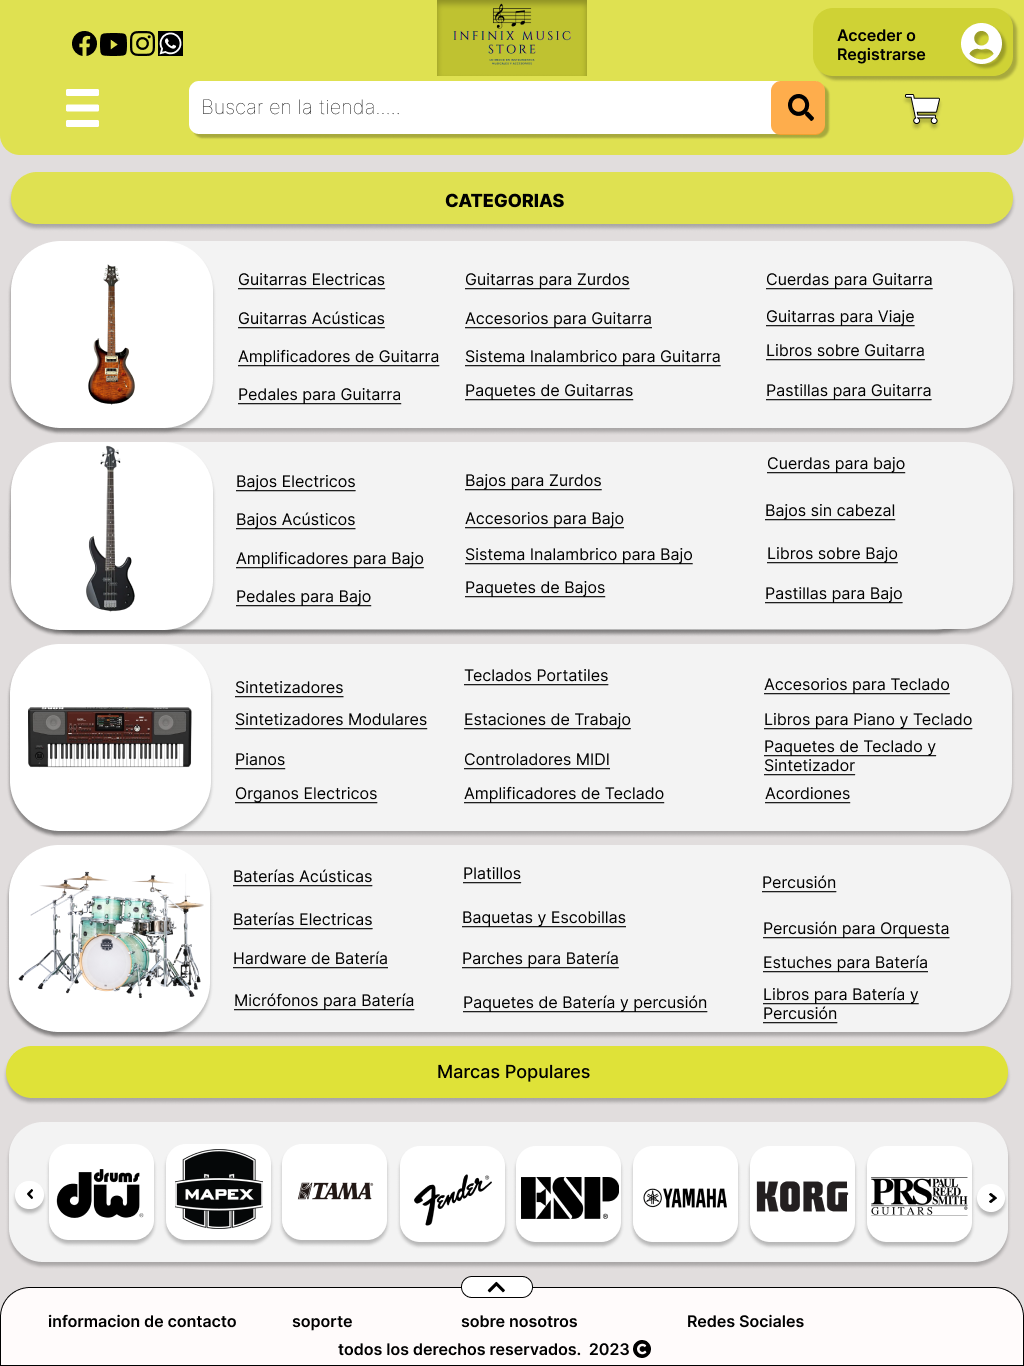 INFINIX MUSIC
STORE
Acceder o
Registrarse
Buscar en la tienda.....
CATEGORIAS
Guitarras Electricas
Guitarras para Zurdos
Cuerdas para Guitarra
Guitarras Acústicas
Accesorios para Guitarra
Guitarras para Viaje
Amplificadores de Guitarra
Sistema Inalambrico para Guitarra
Libros sobre Guitarra
Pedales para Guitarra
Paquetes de Guitarras
Pastillas para Guitarra
Bajos Electricos
Bajos para Zurdos
Cuerdas para bajo
Bajos Acústicos
Accesorios para Bajo
Bajos sin cabezal
Amplificadores para Bajo
Sistema Inalambrico para Bajo
Libros sobre Bajo
Pedales para Bajo
Paquetes de Bajos
Pastillas para Bajo
Sintetizadores
Teclados Portatiles
Accesorios para Teclado
Sintetizadores Modulares
Estaciones de Trabajo
Libros para Piano y Teclado
Pianos
Controladores MIDI
Paquetes de Teclado y
Sintetizador
Organos Electricos
Amplificadores de Teclado
Acordiones
Baterías Acústicas
Platillos
Percusión
Baterías Electricas
Baquetas y Escobillas
Percusión para Orquesta
Hardware de Batería
Parches para Batería
Estuches para Batería
Micrófonos para Batería
Paquetes de Batería y percusión
Libros para Batería y
Percusión
Marcas Populares
drums
dw
MAPEX
TAMA
Fender
ESP
YAMAHA
KORG
PRS PAUL
REED
SMITH
GUITARS
informacion de contacto
soporte
sobre nosotros
Redes Sociales
todos los derechos reservados. 2023 ©